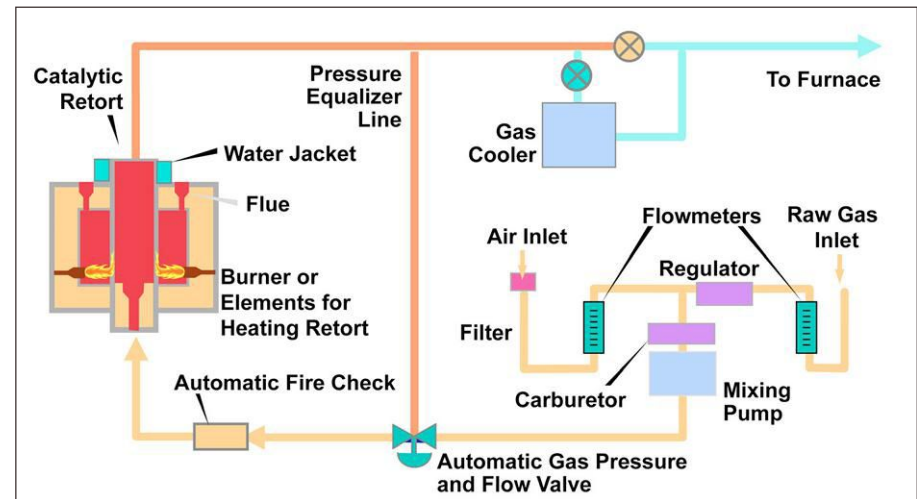 Catalytic
Retort
Pressure
Equalizer
Line
To Furnace
Gas
Cooler
Water Jacket
Flue
Burner or
Elements for
Heating Retort
Air Inlet
Flowmeters
Raw Gas
Inlet
Regulator
Filter
Carburetor
Mixing
Pump
Automatic Fire Check
Automatic Gas Pressure
and Flow Valve